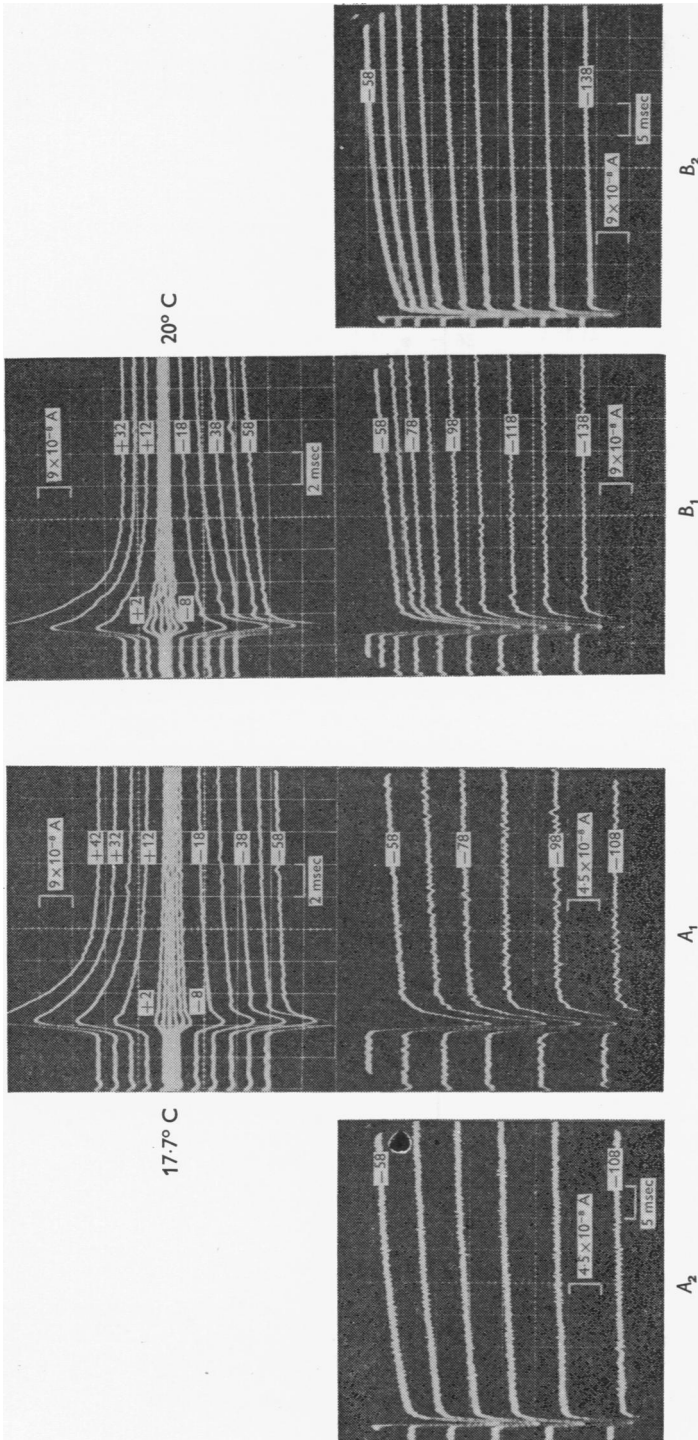 17·7° C
9×10⁻⁸ A
+42
+32
+12
+2
−8
−18
−38
−58
2 msec
20° C
9×10⁻⁸ A
+32
+12
+2
−8
−18
−38
−58
2 msec
−58
4·5×10⁻⁸ A
−108
5 msec
−58
−78
−98
4·5×10⁻⁸ A
−108
−58
−78
−98
−118
−138
9×10⁻⁸ A
−58
−138
9×10⁻⁸ A
5 msec
A₂
A₁
B₁
B₂